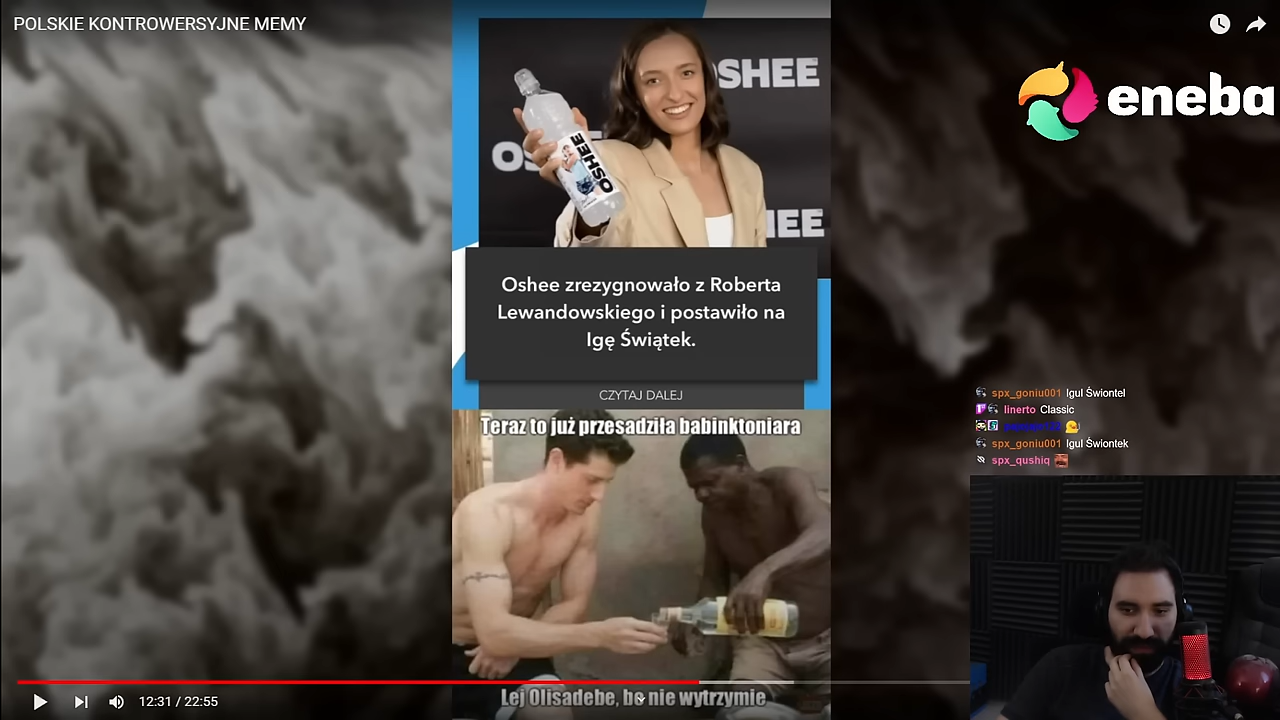 POLSKIE KONTROWERSYJNE MEMY
eneba
OSHEE
OSHEE
Oshee zrezygnowało z Roberta
Lewandowskiego i postawiło na
Igę Świątek.
CZYTAJ DALEJ
Teraz to już przesadziła babinktoniara
Lej Olisadebe, bo nie wytrzymie
spx_goniu001 Igul Świontel
linerto Classic
spx_goniu001 Igul Świontek
spx_qushiq
12:31 / 22:55